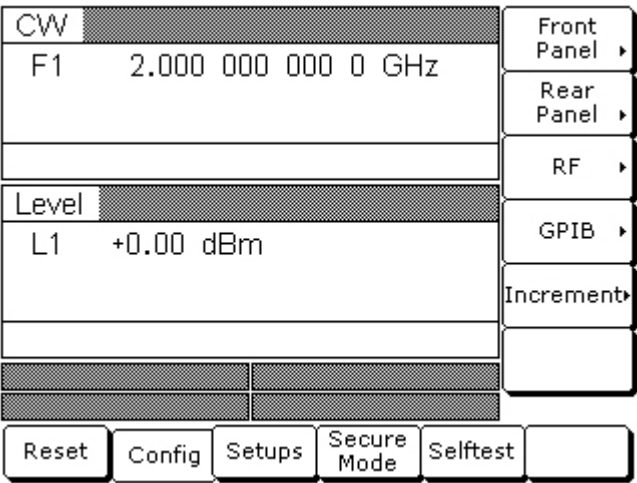 CW
F1 2.000 000 000 0 GHz
Level
L1 +0.00 dBm
Front
Panel
Rear
Panel
RF
GPIB
Increment
Reset
Config
Setups
Secure
Mode
Selftest